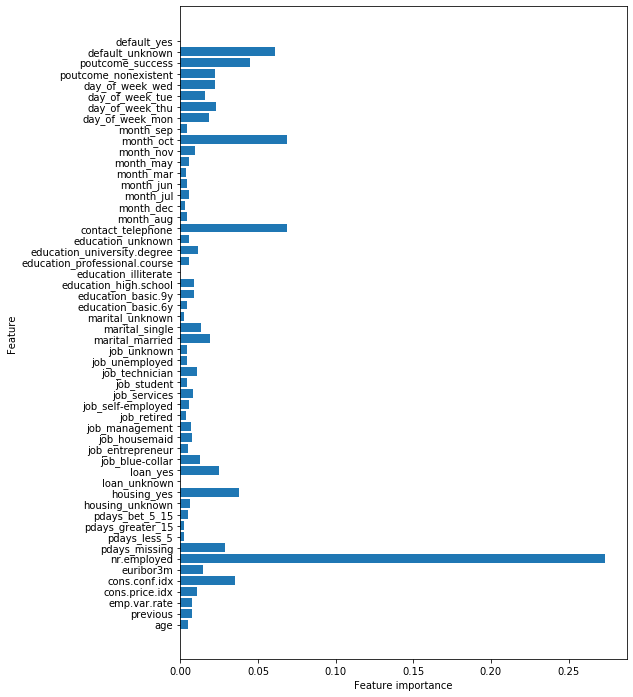 default_yes
default_unknown
poutcome_success
poutcome_nonexistent
day_of_week_wed
day_of_week_tue
day_of_week_thu
day_of_week_mon
month_sep
month_oct
month_nov
month_may
month_mar
month_jun
month_jul
month_dec
month_aug
contact_telephone
education_unknown
education_university.degree
education_professional.course
education_illiterate
education_high.school
education_basic.9y
education_basic.6y
marital_unknown
marital_single
marital_married
job_unknown
job_unemployed
job_technician
job_student
job_services
job_self-employed
job_retired
job_management
job_housemaid
job_entrepreneur
job_blue-collar
loan_yes
loan_unknown
housing_yes
housing_unknown
pdays_bet_5_15
pdays_greater_15
pdays_less_5
pdays_missing
nr.employed
euribor3m
cons.conf.idx
cons.price.idx
emp.var.rate
previous
age
Feature
0.00 0.05 0.10 0.15 0.20 0.25
Feature importance